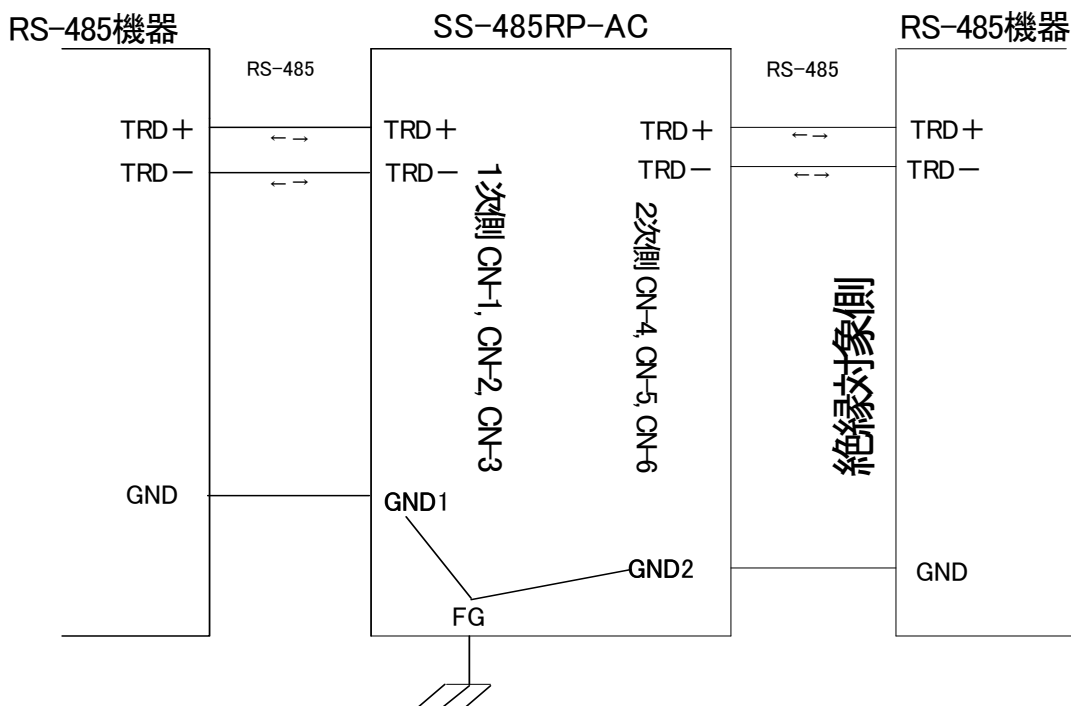 RS-485機器
SS-485RP-AC
RS-485機器
RS-485
RS-485
TRD+
←→
TRD+
TRD+
←→
TRD+
TRD-
←→
TRD-
TRD-
←→
TRD-
1次側 CN-1, CN-2, CN-3
2次側 CN-4, CN-5, CN-6
絶縁対象側
GND
GND1
GND2
GND
FG